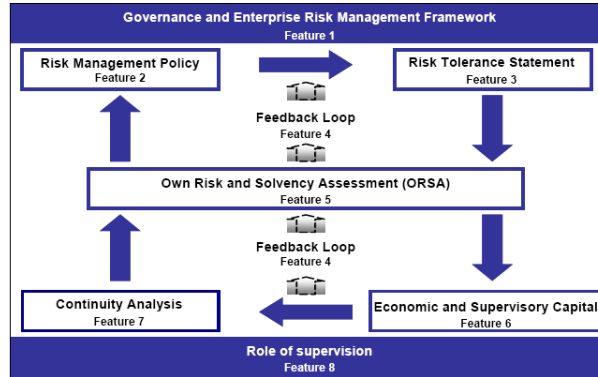 Governance and Enterprise Risk Management Framework
Feature 1
Risk Management Policy
Feature 2
Risk Tolerance Statement
Feature 3
Feedback Loop
Feature 4
Own Risk and Solvency Assessment (ORSA)
Feature 5
Feedback Loop
Feature 4
Continuity Analysis
Feature 7
Economic and Supervisory Capital
Feature 6
Role of supervision
Feature 8